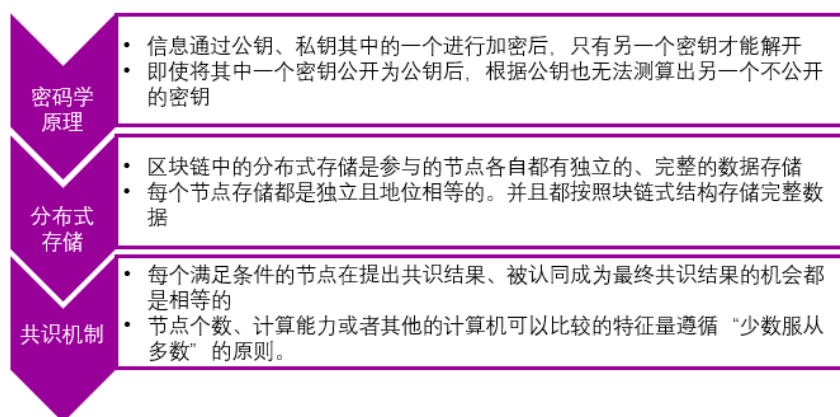 密码学
原理
• 信息通过公钥、私钥其中的一个进行加密后，只有另一个密钥才能解开
• 即使将其中一个密钥公开为公钥后，根据公钥也无法测算出另一个不公开
的密钥
分布式
存储
• 区块链中的分布式存储是参与的节点各自都有独立的、完整的数据存储
• 每个节点存储都是独立且地位相等的。并且都按照块链式结构存储完整数
据
共识机制
• 每个满足条件的节点在提出共识结果、被认同成为最终共识结果的机会都
是相等的
• 节点个数、计算能力或者其他的计算机可以比较的特征量遵循“少数服从
多数”的原则。